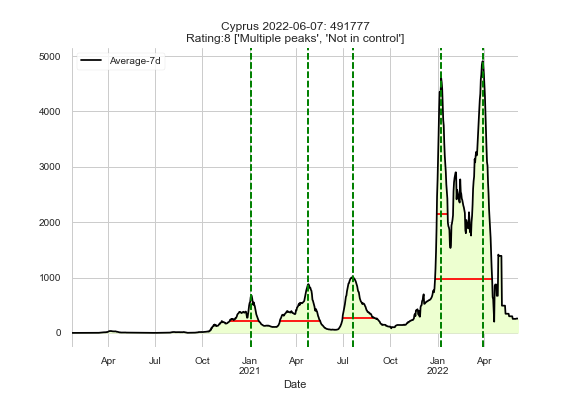 Cyprus 2022-06-07: 491777
Rating:8 ['Multiple peaks', 'Not in control']
Average-7d
5000
4000
3000
2000
1000
0
Apr Jul Oct Jan Apr Jul Oct Jan Apr
2021 2022
Date